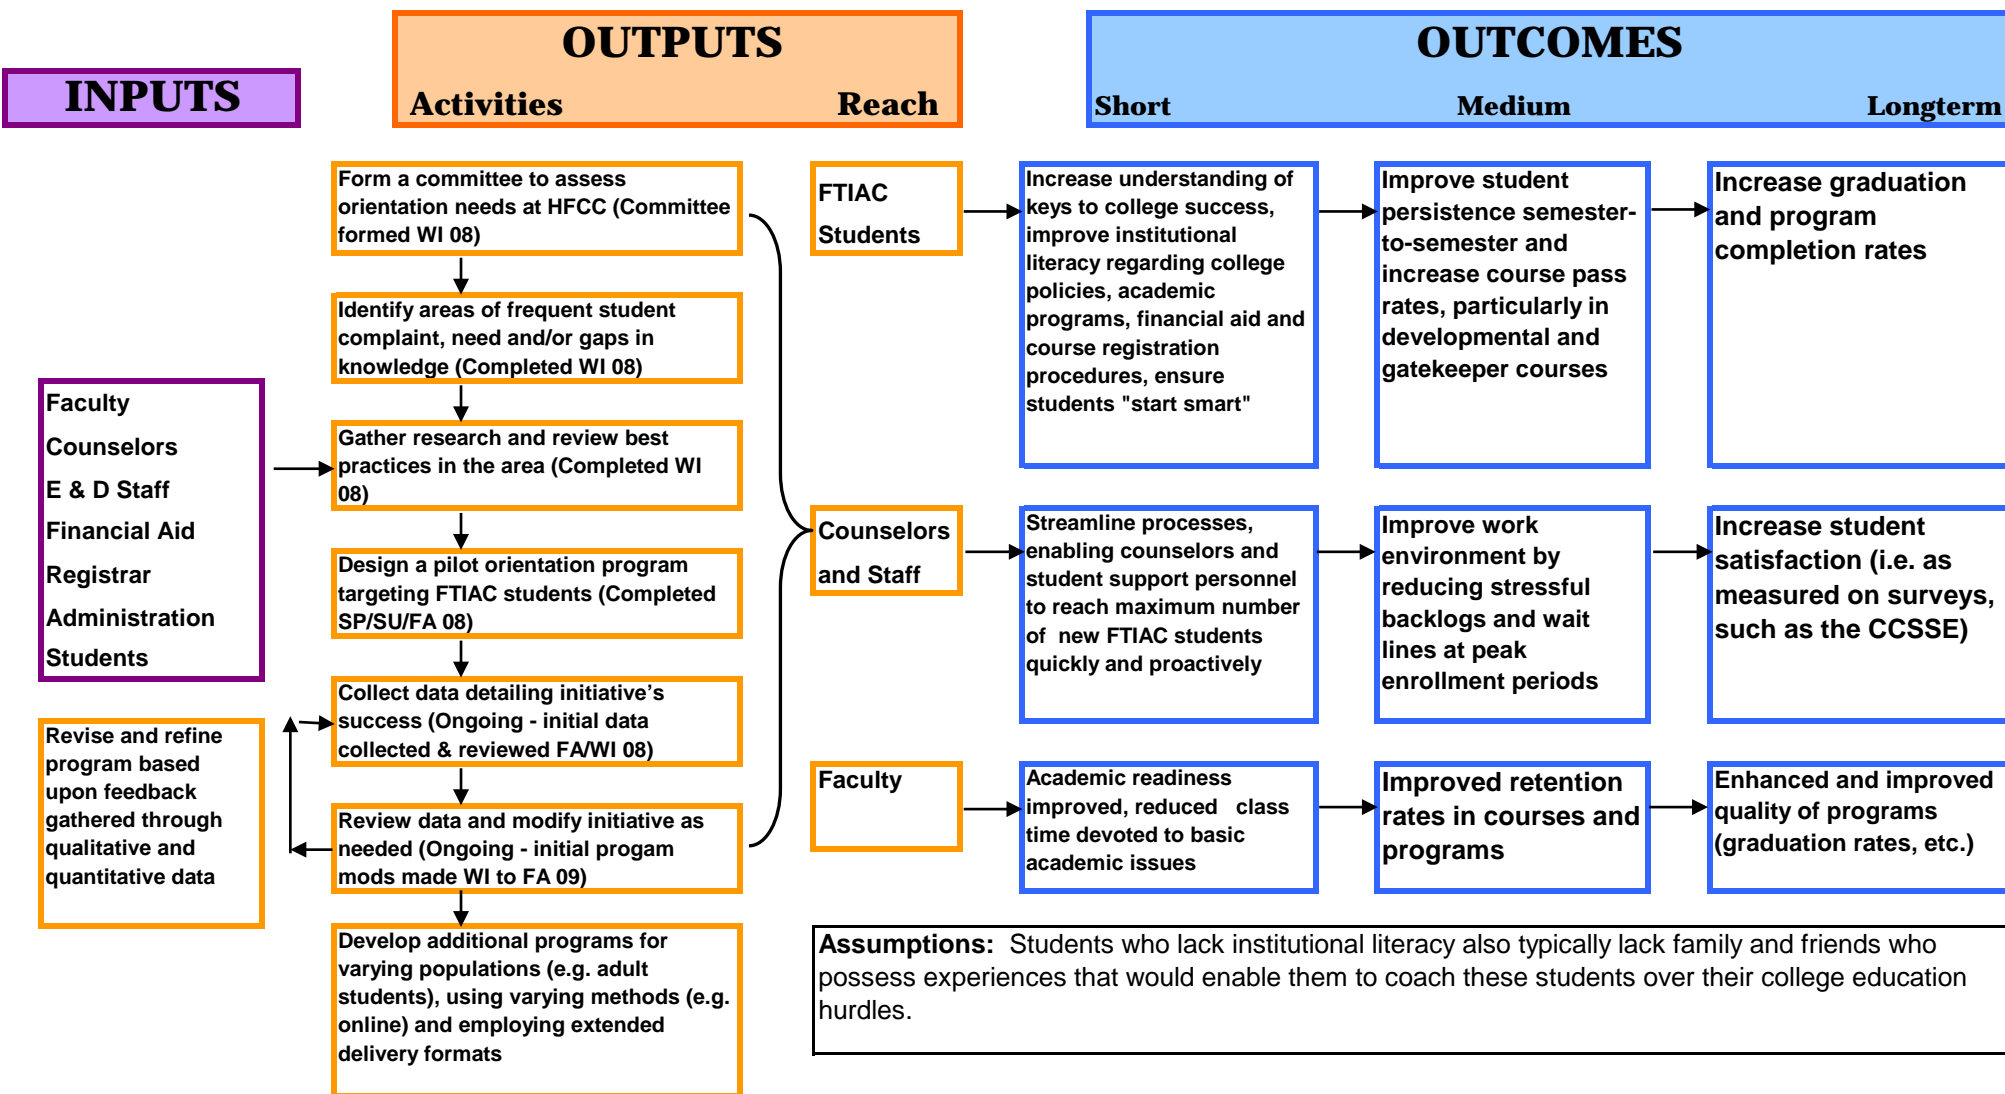 INPUTS
OUTPUTS
Activities Reach
OUTCOMES
Short Medium Longterm
Faculty
Counselors
E & D Staff
Financial Aid
Registrar
Administration
Students
Revise and refine
program based
upon feedback
gathered through
qualitative and
quantitative data
Form a committee to assess
orientation needs at HFCC (Committee
formed WI 08)
Identify areas of frequent student
complaint, need and/or gaps in
knowledge (Completed WI 08)
Gather research and review best
practices in the area (Completed WI
08)
Design a pilot orientation program
targeting FTIAC students (Completed
SP/SU/FA 08)
Collect data detailing initiative’s
success (Ongoing - initial data
collected & reviewed FA/WI 08)
Review data and modify initiative as
needed (Ongoing - initial progam
mods made WI to FA 09)
Develop additional programs for
varying populations (e.g. adult
students), using varying methods (e.g.
online) and employing extended
delivery formats
FTIAC
Students
Increase understanding of
keys to college success,
improve institutional
literacy regarding college
policies, academic
programs, financial aid and
course registration
procedures, ensure
students "start smart"
Improve student
persistence semester-
to-semester and
increase course pass
rates, particularly in
developmental and
gatekeeper courses
Increase graduation
and program
completion rates
Counselors
and Staff
Streamline processes,
enabling counselors and
student support personnel
to reach maximum number
of new FTIAC students
quickly and proactively
Improve work
environment by
reducing stressful
backlogs and wait
lines at peak
enrollment periods
Increase student
satisfaction (i.e. as
measured on surveys,
such as the CCSSE)
Faculty
Academic readiness
improved, reduced class
time devoted to basic
academic issues
Improved retention
rates in courses and
programs
Enhanced and improved
quality of programs
(graduation rates, etc.)
Assumptions: Students who lack institutional literacy also typically lack family and friends who
possess experiences that would enable them to coach these students over their college education
hurdles.